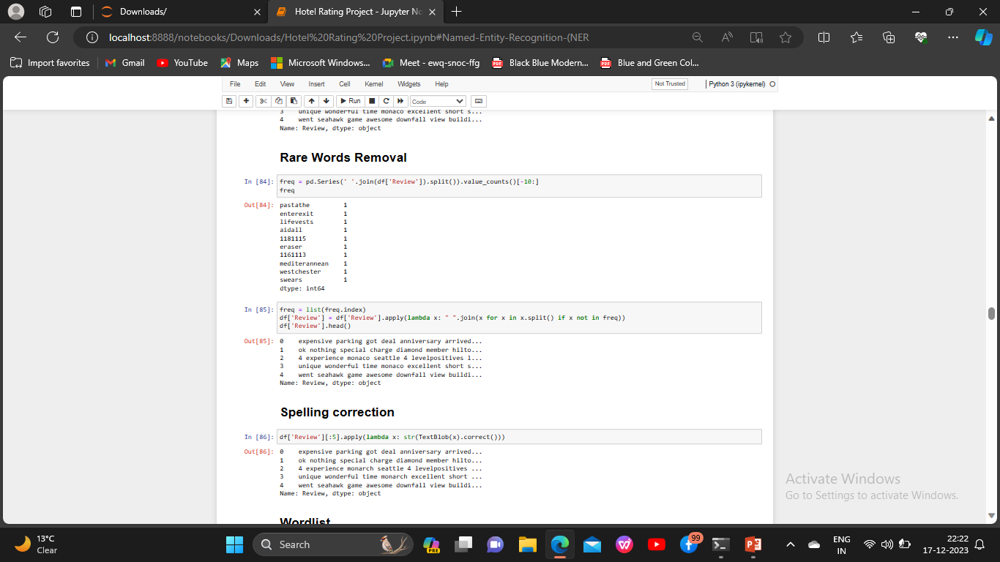 Downloads/
Hotel Rating Project - Jupyter No
localhost:8888/notebooks/Downloads/Hotel%20Rating%20Project.ipynb#Named-Entity-Recognition-(NER
Import favorites
Gmail
YouTube
Maps
Microsoft Windows...
Meet - ewq-snoc-ffg
Black Blue Modern...
Blue and Green Col...
File Edit View Insert Cell Kernel Widgets Help
Not Trusted
Python 3 (ipykernel)
Run
Code
3 unique wonderful time monaco excellent short s...
4 went seahawk game awesome downfall view buildi...
Name: Review, dtype: object
Rare Words Removal
In [84]: freq = pd.Series(' '.join(df['Review']).split()).value_counts()[-10:]
freq
Out[84]: pastathe 1
enterexit 1
lifevests 1
aidall 1
1181115 1
eraser 1
1161113 1
mediterannean 1
westchester 1
swears 1
dtype: int64
In [85]: freq = list(freq.index)
df['Review'] = df['Review'].apply(lambda x: " ".join(x for x in x.split() if x not in freq))
df['Review'].head()
Out[85]: 0 expensive parking got deal anniversary arrived...
1 ok nothing special charge diamond member hilto...
2 4 experience monaco seattle 4 levelpositives l...
3 unique wonderful time monaco excellent short s...
4 went seahawk game awesome downfall view buildi...
Name: Review, dtype: object
Spelling correction
In [86]: df['Review'][:5].apply(lambda x: str(TextBlob(x).correct()))
Out[86]: 0 expensive parking got deal anniversary arrived...
1 ok nothing special charge diamond member hilto...
2 4 experience monarch seattle 4 levelpositives ...
3 unique wonderful time monarch excellent short ...
4 went seahawk game awesome downfall view buildi...
Name: Review, dtype: object
Wordlist
Activate Windows
Go to Settings to activate Windows.
13°C
Clear
Search
PRE
99
ENG
IN
22:22
17-12-2023